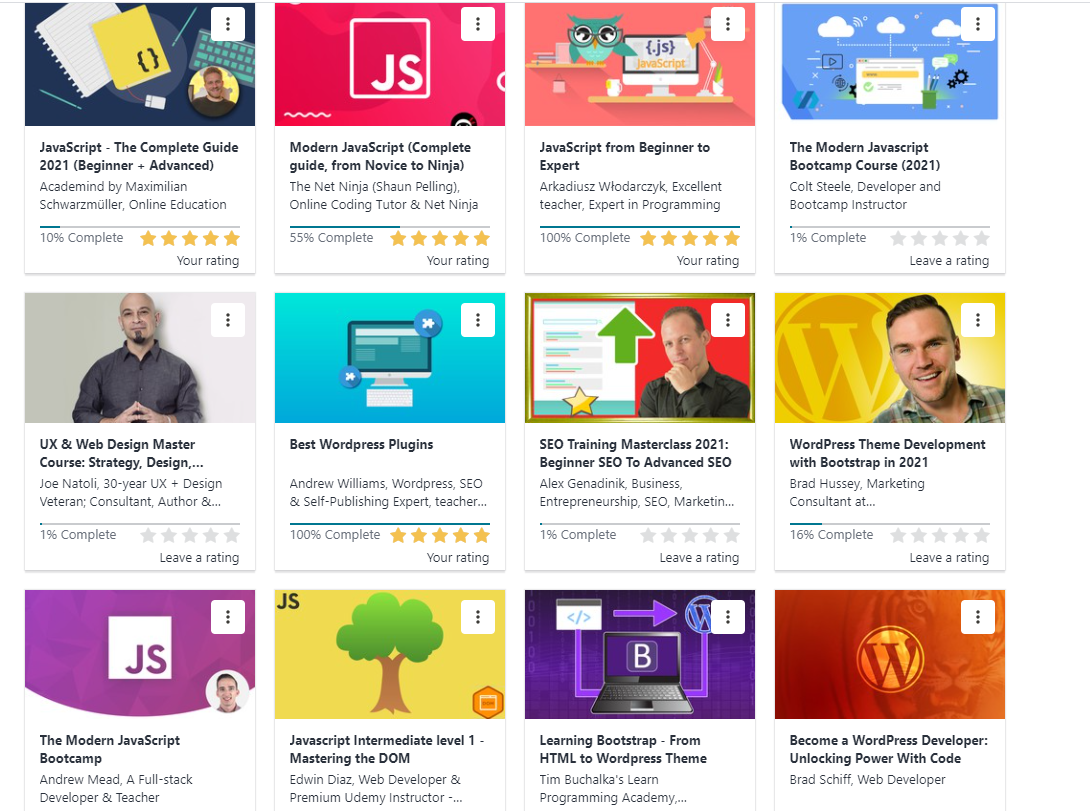 {}
JS
{.js}
JavaScript
JavaScript - The Complete Guide
2021 (Beginner + Advanced)
Academind by Maximilian
Schwarzmüller, Online Education
10% Complete
Your rating
Modern JavaScript (Complete
guide, from Novice to Ninja)
The Net Ninja (Shaun Pelling),
Online Coding Tutor & Net Ninja
55% Complete
Your rating
JavaScript from Beginner to
Expert
Arkadiusz Włodarczyk, Excellent
teacher, Expert in Programming
100% Complete
Your rating
The Modern Javascript
Bootcamp Course (2021)
Colt Steele, Developer and
Bootcamp Instructor
1% Complete
Leave a rating
UX & Web Design Master
Course: Strategy, Design,...
Joe Natoli, 30-year UX + Design
Veteran; Consultant, Author &...
1% Complete
Leave a rating
Best Wordpress Plugins
Andrew Williams, Wordpress, SEO
& Self-Publishing Expert, teacher...
100% Complete
Your rating
SEO Training Masterclass 2021:
Beginner SEO To Advanced SEO
Alex Genadinik, Business,
Entrepreneurship, SEO, Marketin...
1% Complete
Leave a rating
WordPress Theme Development
with Bootstrap in 2021
Brad Hussey, Marketing
Consultant at...
16% Complete
Leave a rating
JS
JS
</>
B
The Modern JavaScript
Bootcamp
Andrew Mead, A Full-stack
Developer & Teacher
Javascript Intermediate level 1 -
Mastering the DOM
Edwin Diaz, Web Developer &
Premium Udemy Instructor -...
Learning Bootstrap - From
HTML to Wordpress Theme
Tim Buchalka's Learn
Programming Academy,...
Become a WordPress Developer:
Unlocking Power With Code
Brad Schiff, Web Developer